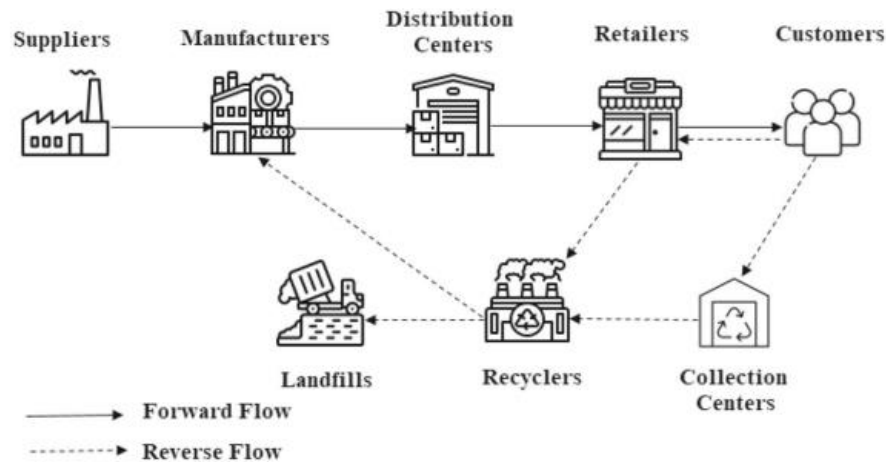 Suppliers
Manufacturers
Distribution
Centers
Retailers
Customers
Landfills
Recyclers
Collection
Centers
Forward Flow
Reverse Flow